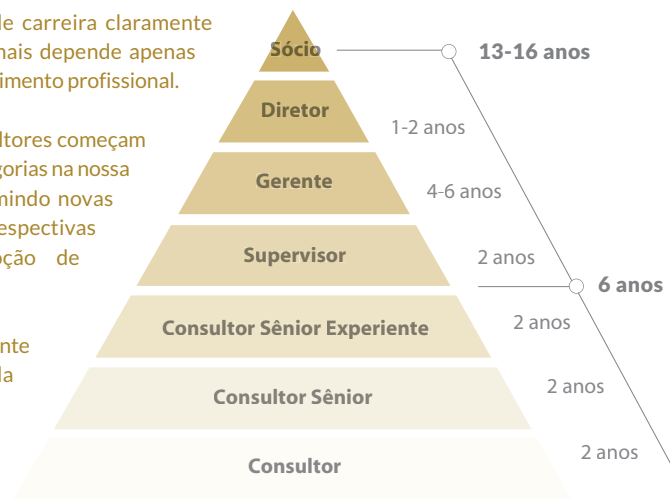 de carreira claramente
mais depende apenas
imento profissional.
ltores começam
gorias na nossa
mindo novas
espectivas
ção de
nte
la
Sócio
13-16 anos
Diretor
1-2 anos
Gerente
4-6 anos
Supervisor
2 anos
6 anos
Consultor Sênior Experiente
2 anos
Consultor Sênior
2 anos
Consultor
2 anos